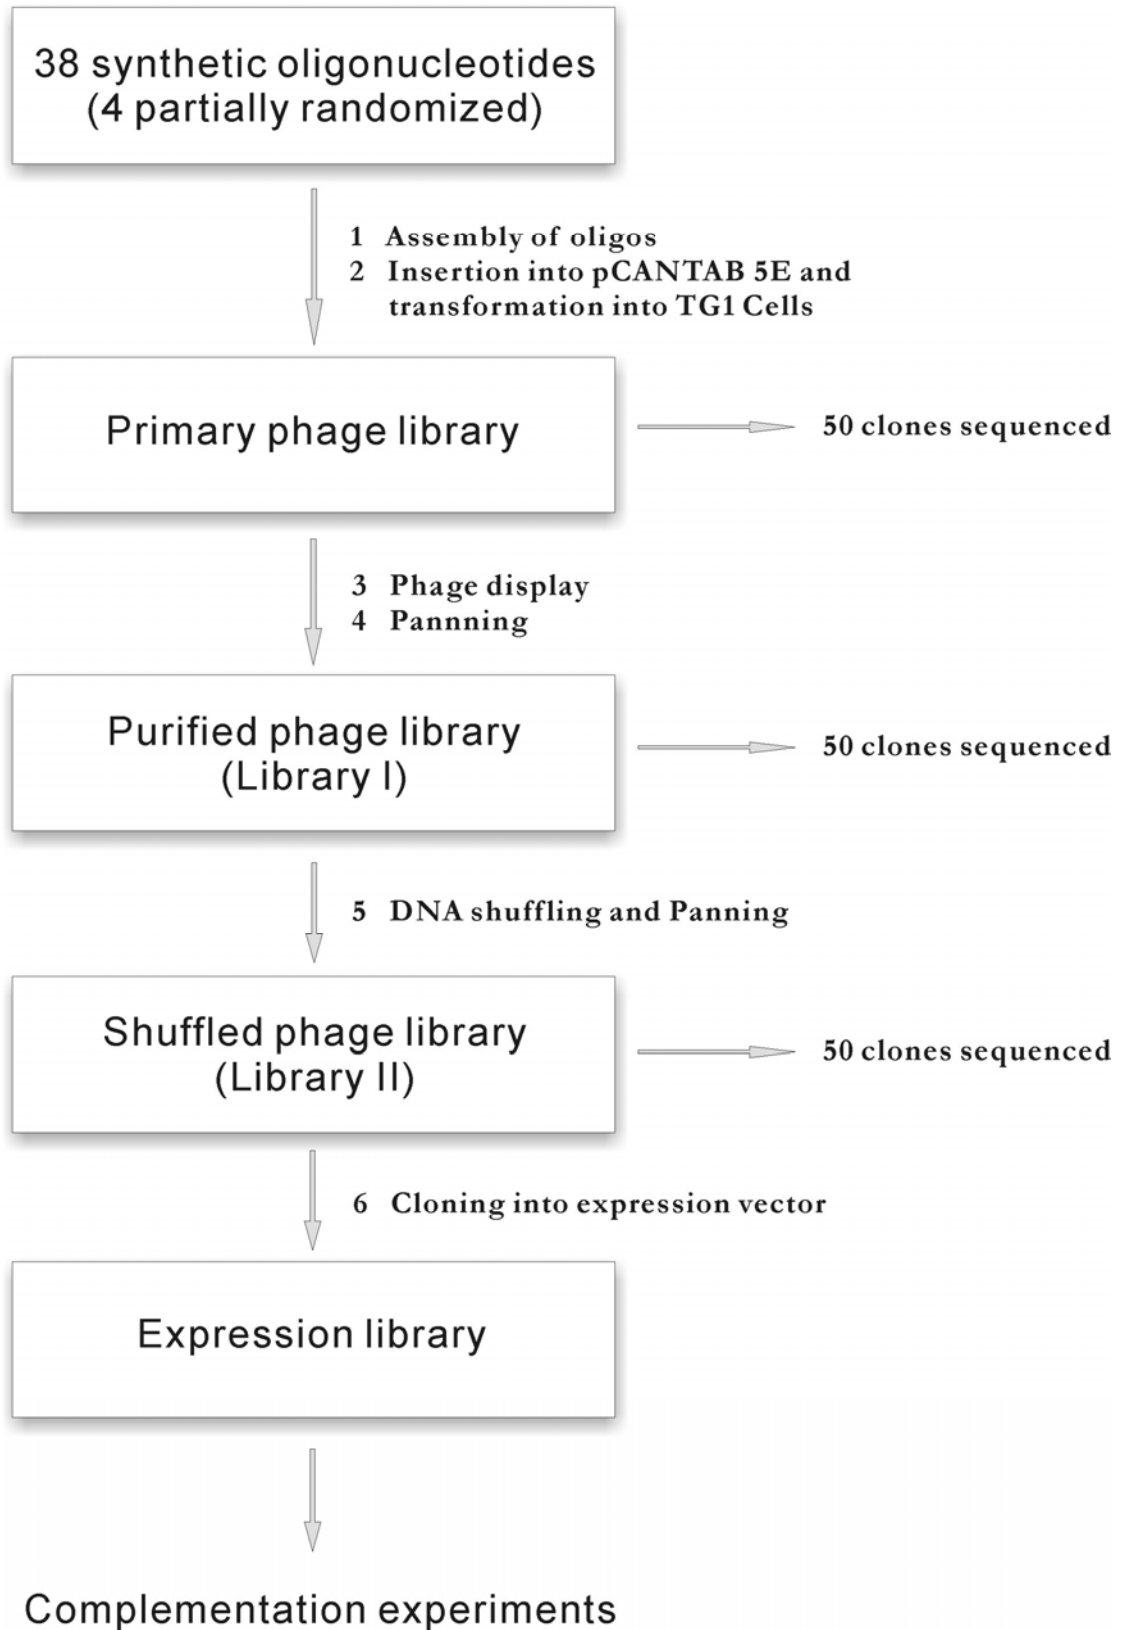 38 synthetic oligonucleotides
(4 partially randomized)
1 Assembly of oligos
2 Insertion into pCANTAB 5E and
transformation into TG1 Cells
Primary phage library
50 clones sequenced
3 Phage display
4 Pannning
Purified phage library
(Library I)
50 clones sequenced
5 DNA shuffling and Panning
Shuffled phage library
(Library II)
50 clones sequenced
6 Cloning into expression vector
Expression library
Complementation experiments